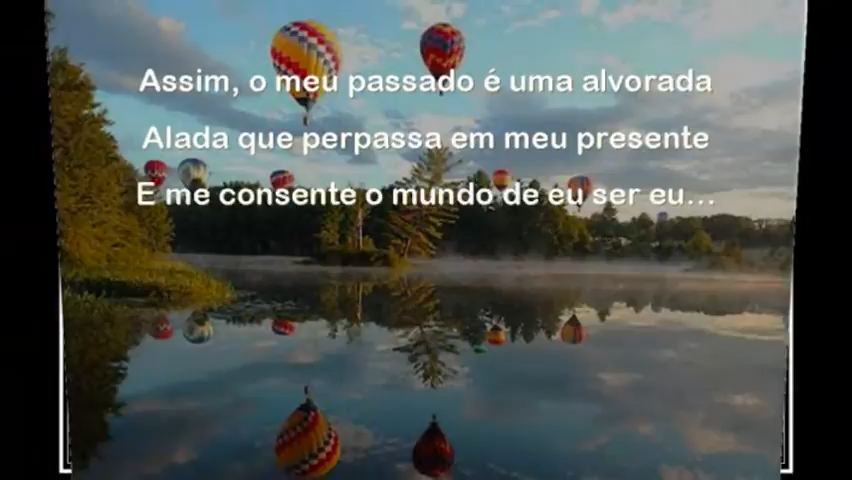 Assim, o meu passado é uma alvorada
Alada que perpassa em meu presente
E me consente o mundo de eu ser eu...